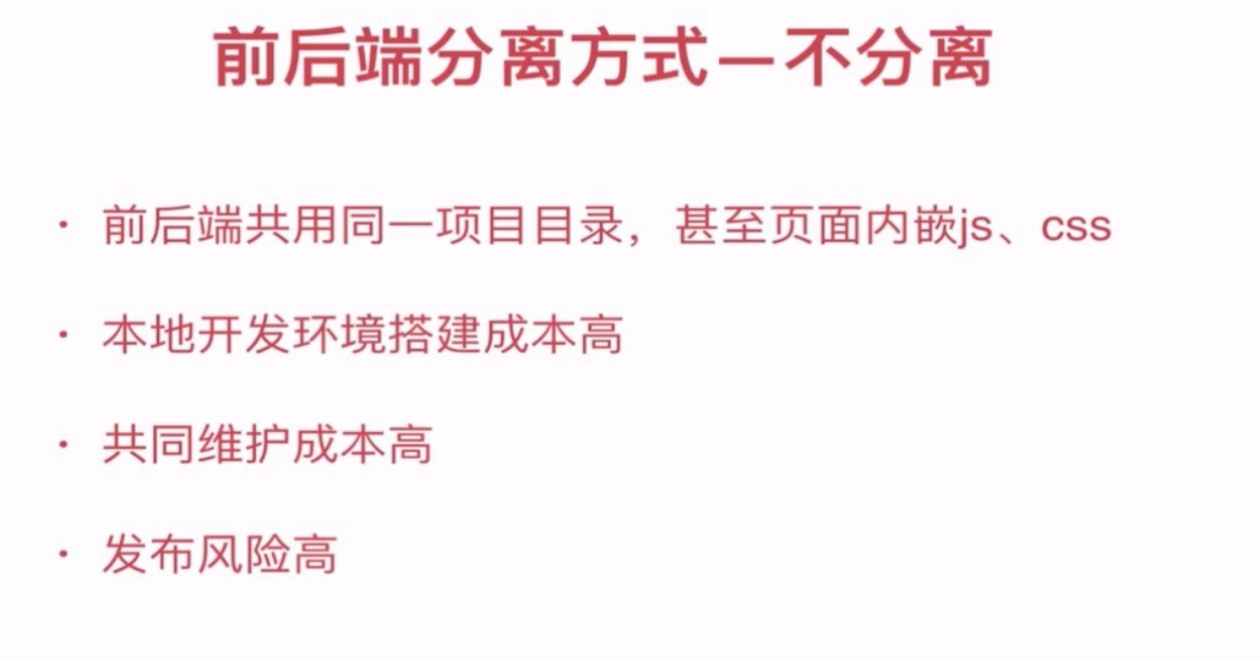 前后端分离方式—不分离
· 前后端共用同一项目目录，甚至页面内嵌js、css
· 本地开发环境搭建成本高
· 共同维护成本高
· 发布风险高